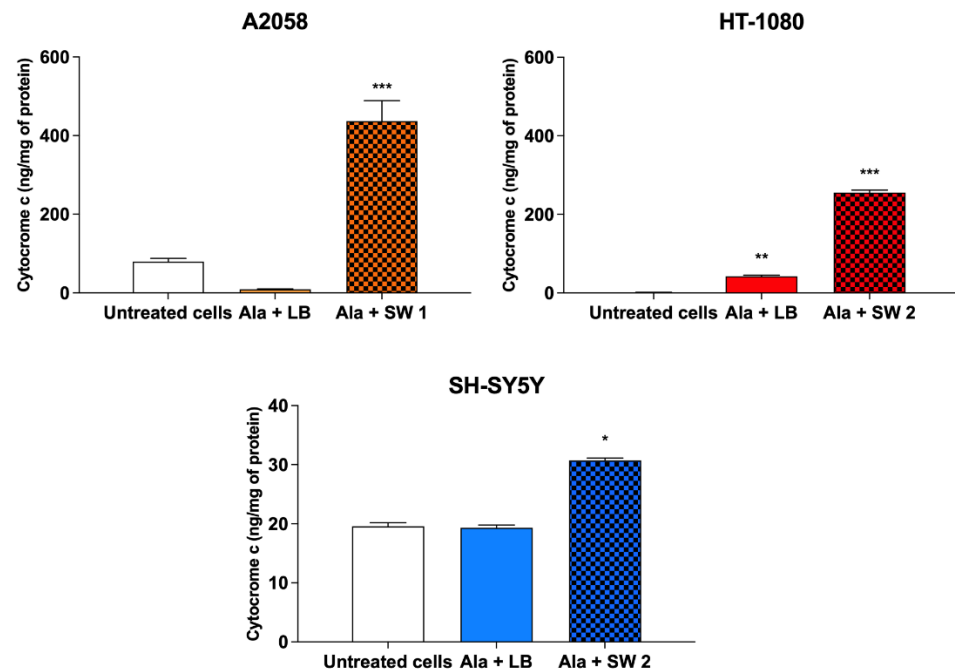 A2058
Cytocrome c (ng/mg of protein)
600
400
200
0
***
Untreated cells Ala + LB Ala + SW 1
HT-1080
Cytocrome c (ng/mg of protein)
600
400
200
0
**
***
Untreated cells Ala + LB Ala + SW 2
SH-SY5Y
Cytocrome c (ng/mg of protein)
40
30
20
10
0
*
Untreated cells Ala + LB Ala + SW 2